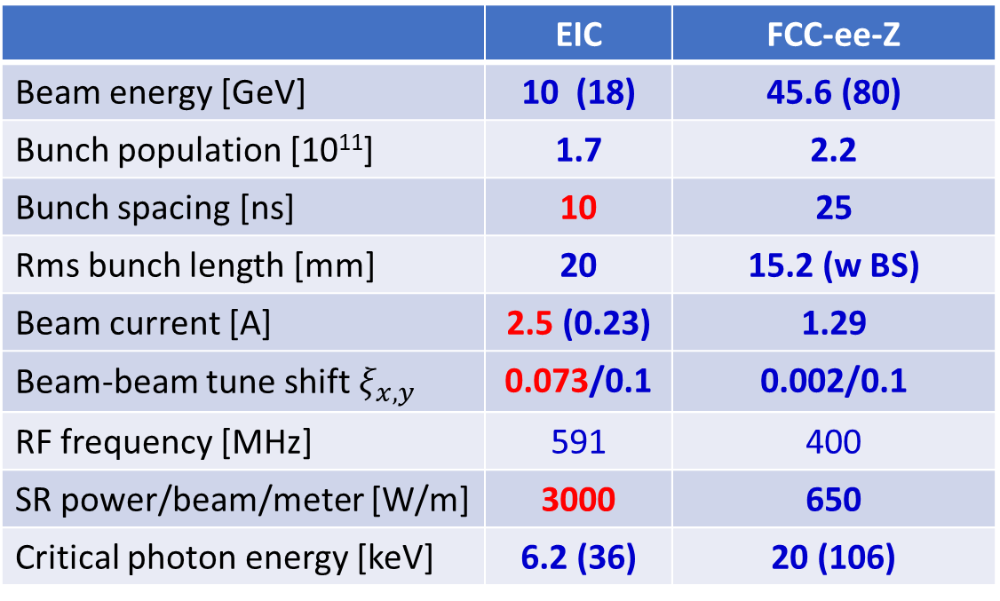 EIC FCC-ee-Z
Beam energy [GeV] 10 (18) 45.6 (80)
Bunch population [10¹¹] 1.7 2.2
Bunch spacing [ns] 10 25
Rms bunch length [mm] 20 15.2 (w BS)
Beam current [A] 2.5 (0.23) 1.29
Beam-beam tune shift ξx,y 0.073/0.1 0.002/0.1
RF frequency [MHz] 591 400
SR power/beam/meter [W/m] 3000 650
Critical photon energy [keV] 6.2 (36) 20 (106)